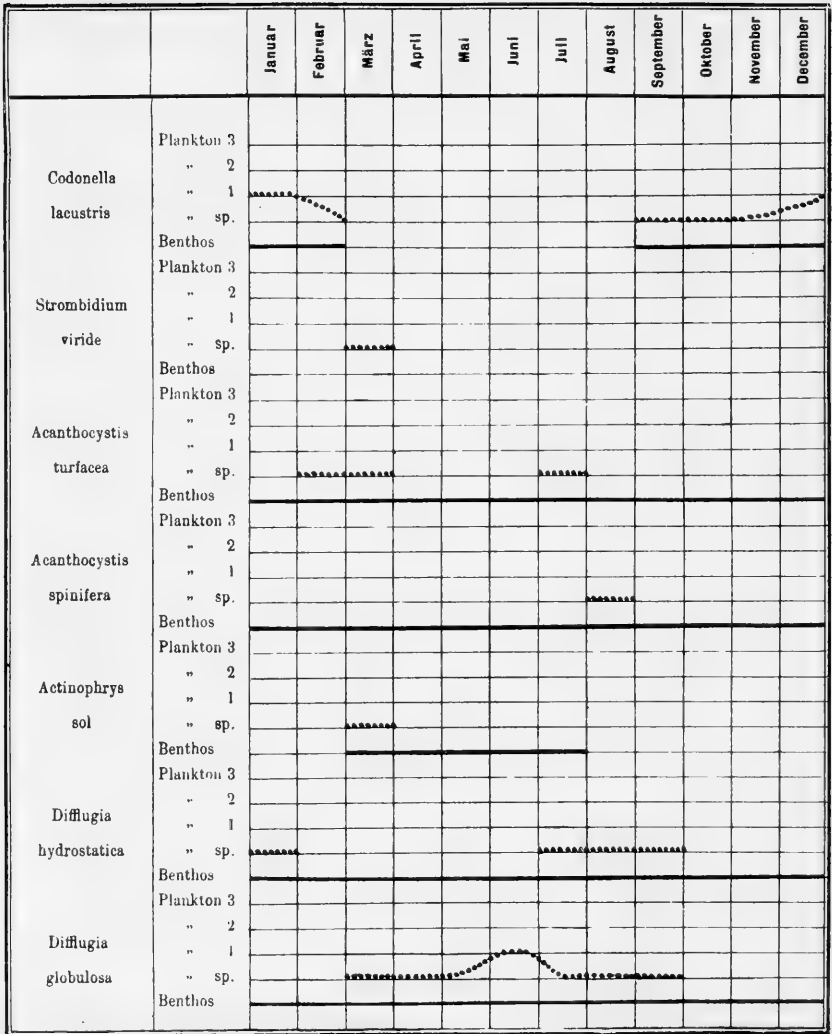 Januar Februar März April Mai Juni Juli August September Oktober November December
Plankton 3
„ 2
Codonella
„ 1
lacustris
„ sp.
Benthos
Plankton 3
„ 2
Strombidium
„ 1
viride
„ sp.
Benthos
Plankton 3
„ 2
Acanthocystis
„ 1
turfacea
„ sp.
Benthos
Plankton 3
„ 2
Acanthocystis
„ 1
spinifera
„ sp.
Benthos
Plankton 3
„ 2
Actinophrys
„ 1
sol
„ sp.
Benthos
Plankton 3
„ 2
Difflugia
„ 1
hydrostatica
„ sp.
Benthos
Plankton 3
„ 2
Difflugia
„ 1
globulosa
„ sp.
Benthos